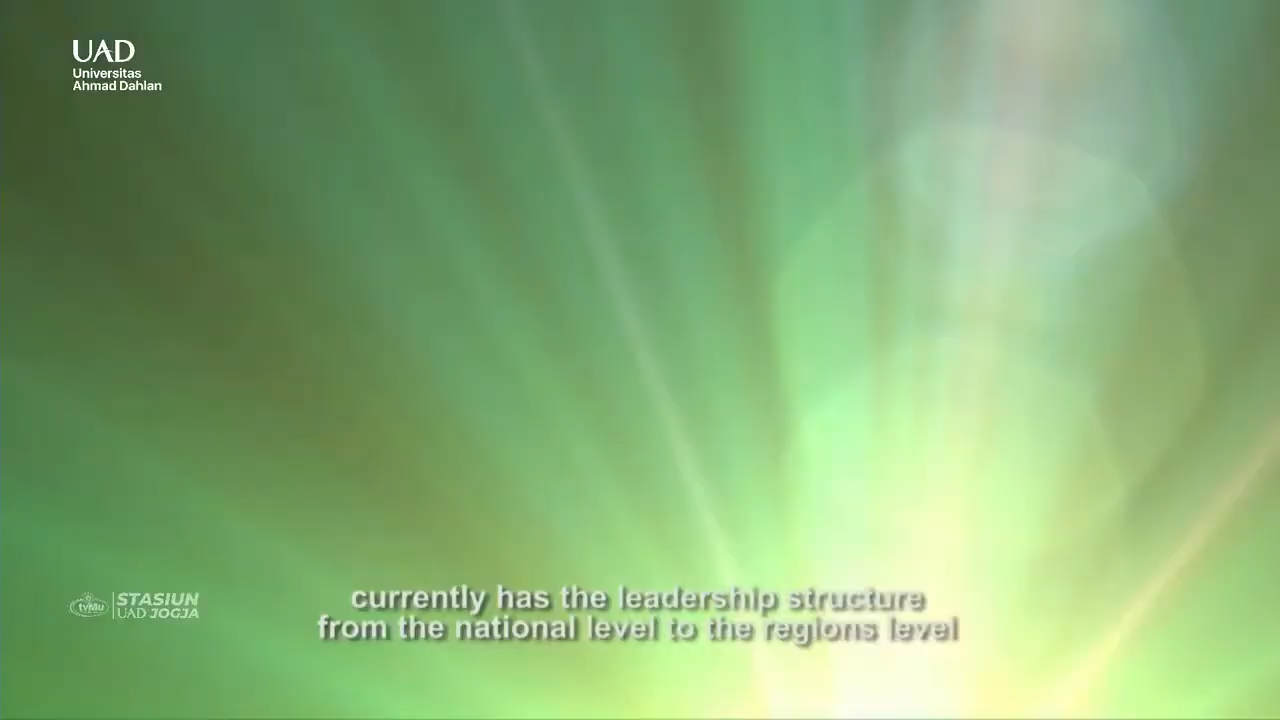 UAD
Universitas
Ahmad Dahlan
tvMu
STASIUN
UAD JOGJA
currently has the leadership structure
from the national level to the regions level